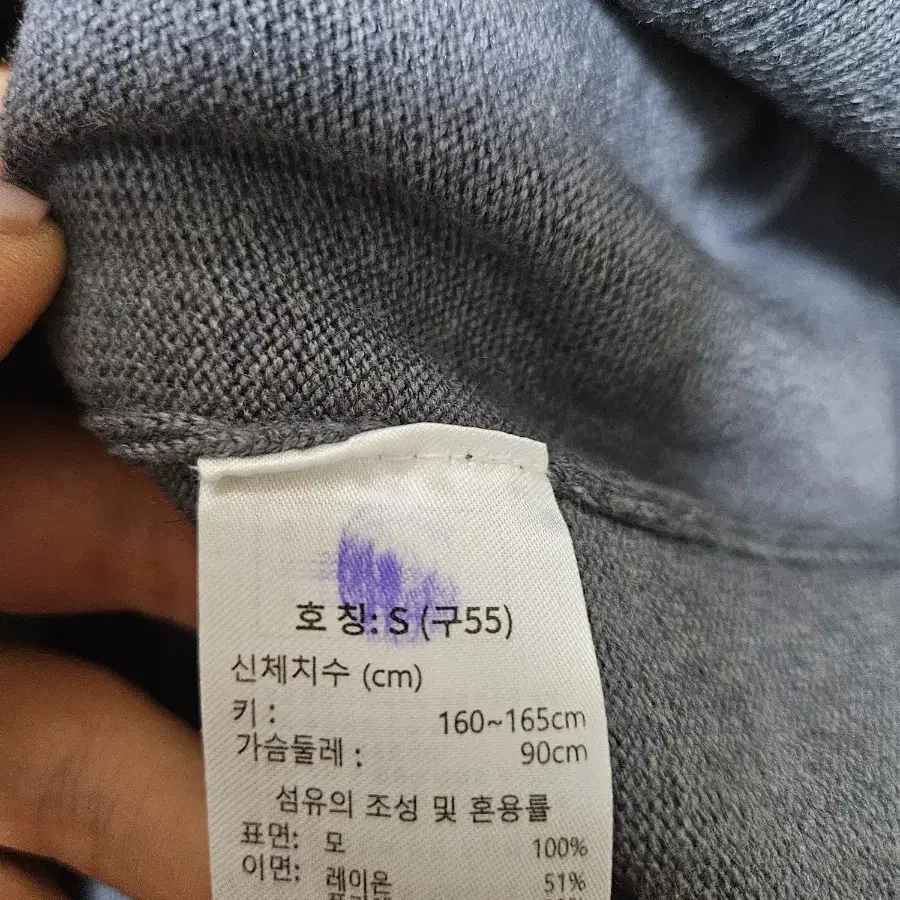 호 칭: S (구55)
신체치수 (cm)
키 : 160~165cm
가슴둘레 : 90cm
섬유의 조성 및 혼용률
표면: 모 100%
이면: 레이온 51%